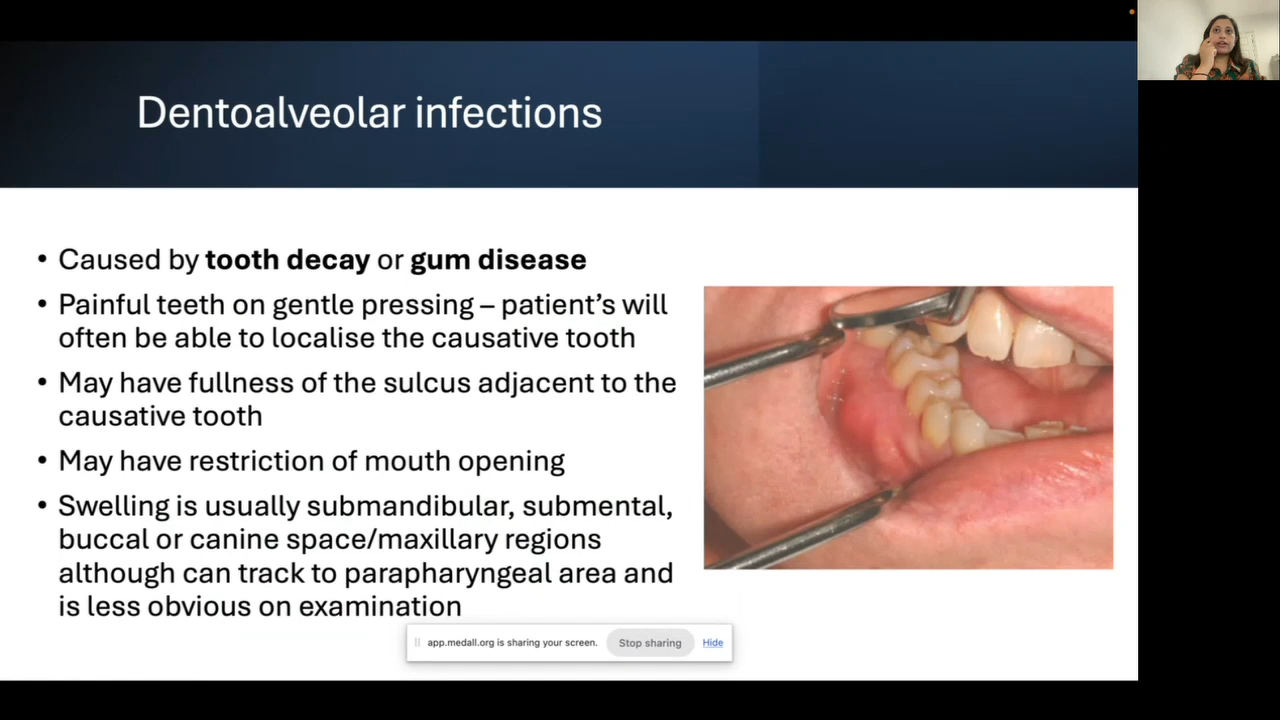 Dentoalveolar infections
• Caused by tooth decay or gum disease
• Painful teeth on gentle pressing – patient's will
often be able to localise the causative tooth
• May have fullness of the sulcus adjacent to the
causative tooth
• May have restriction of mouth opening
• Swelling is usually submandibular, submental,
buccal or canine space/maxillary regions
although can track to parapharyngeal area and
is less obvious on examination
app.medall.org is sharing your screen. Stop sharing Hide